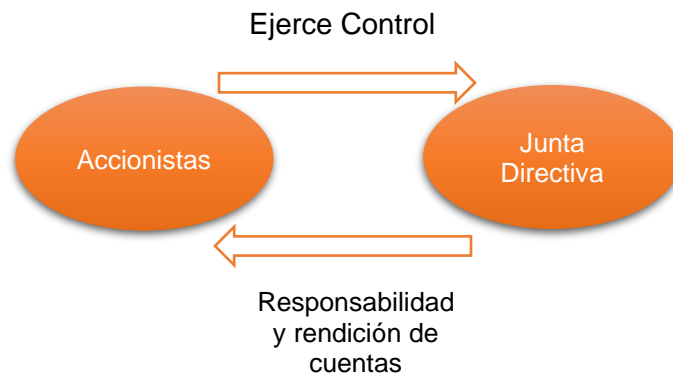 Ejerce Control
Accionistas
Junta
Directiva
Responsabilidad
y rendición de
cuentas